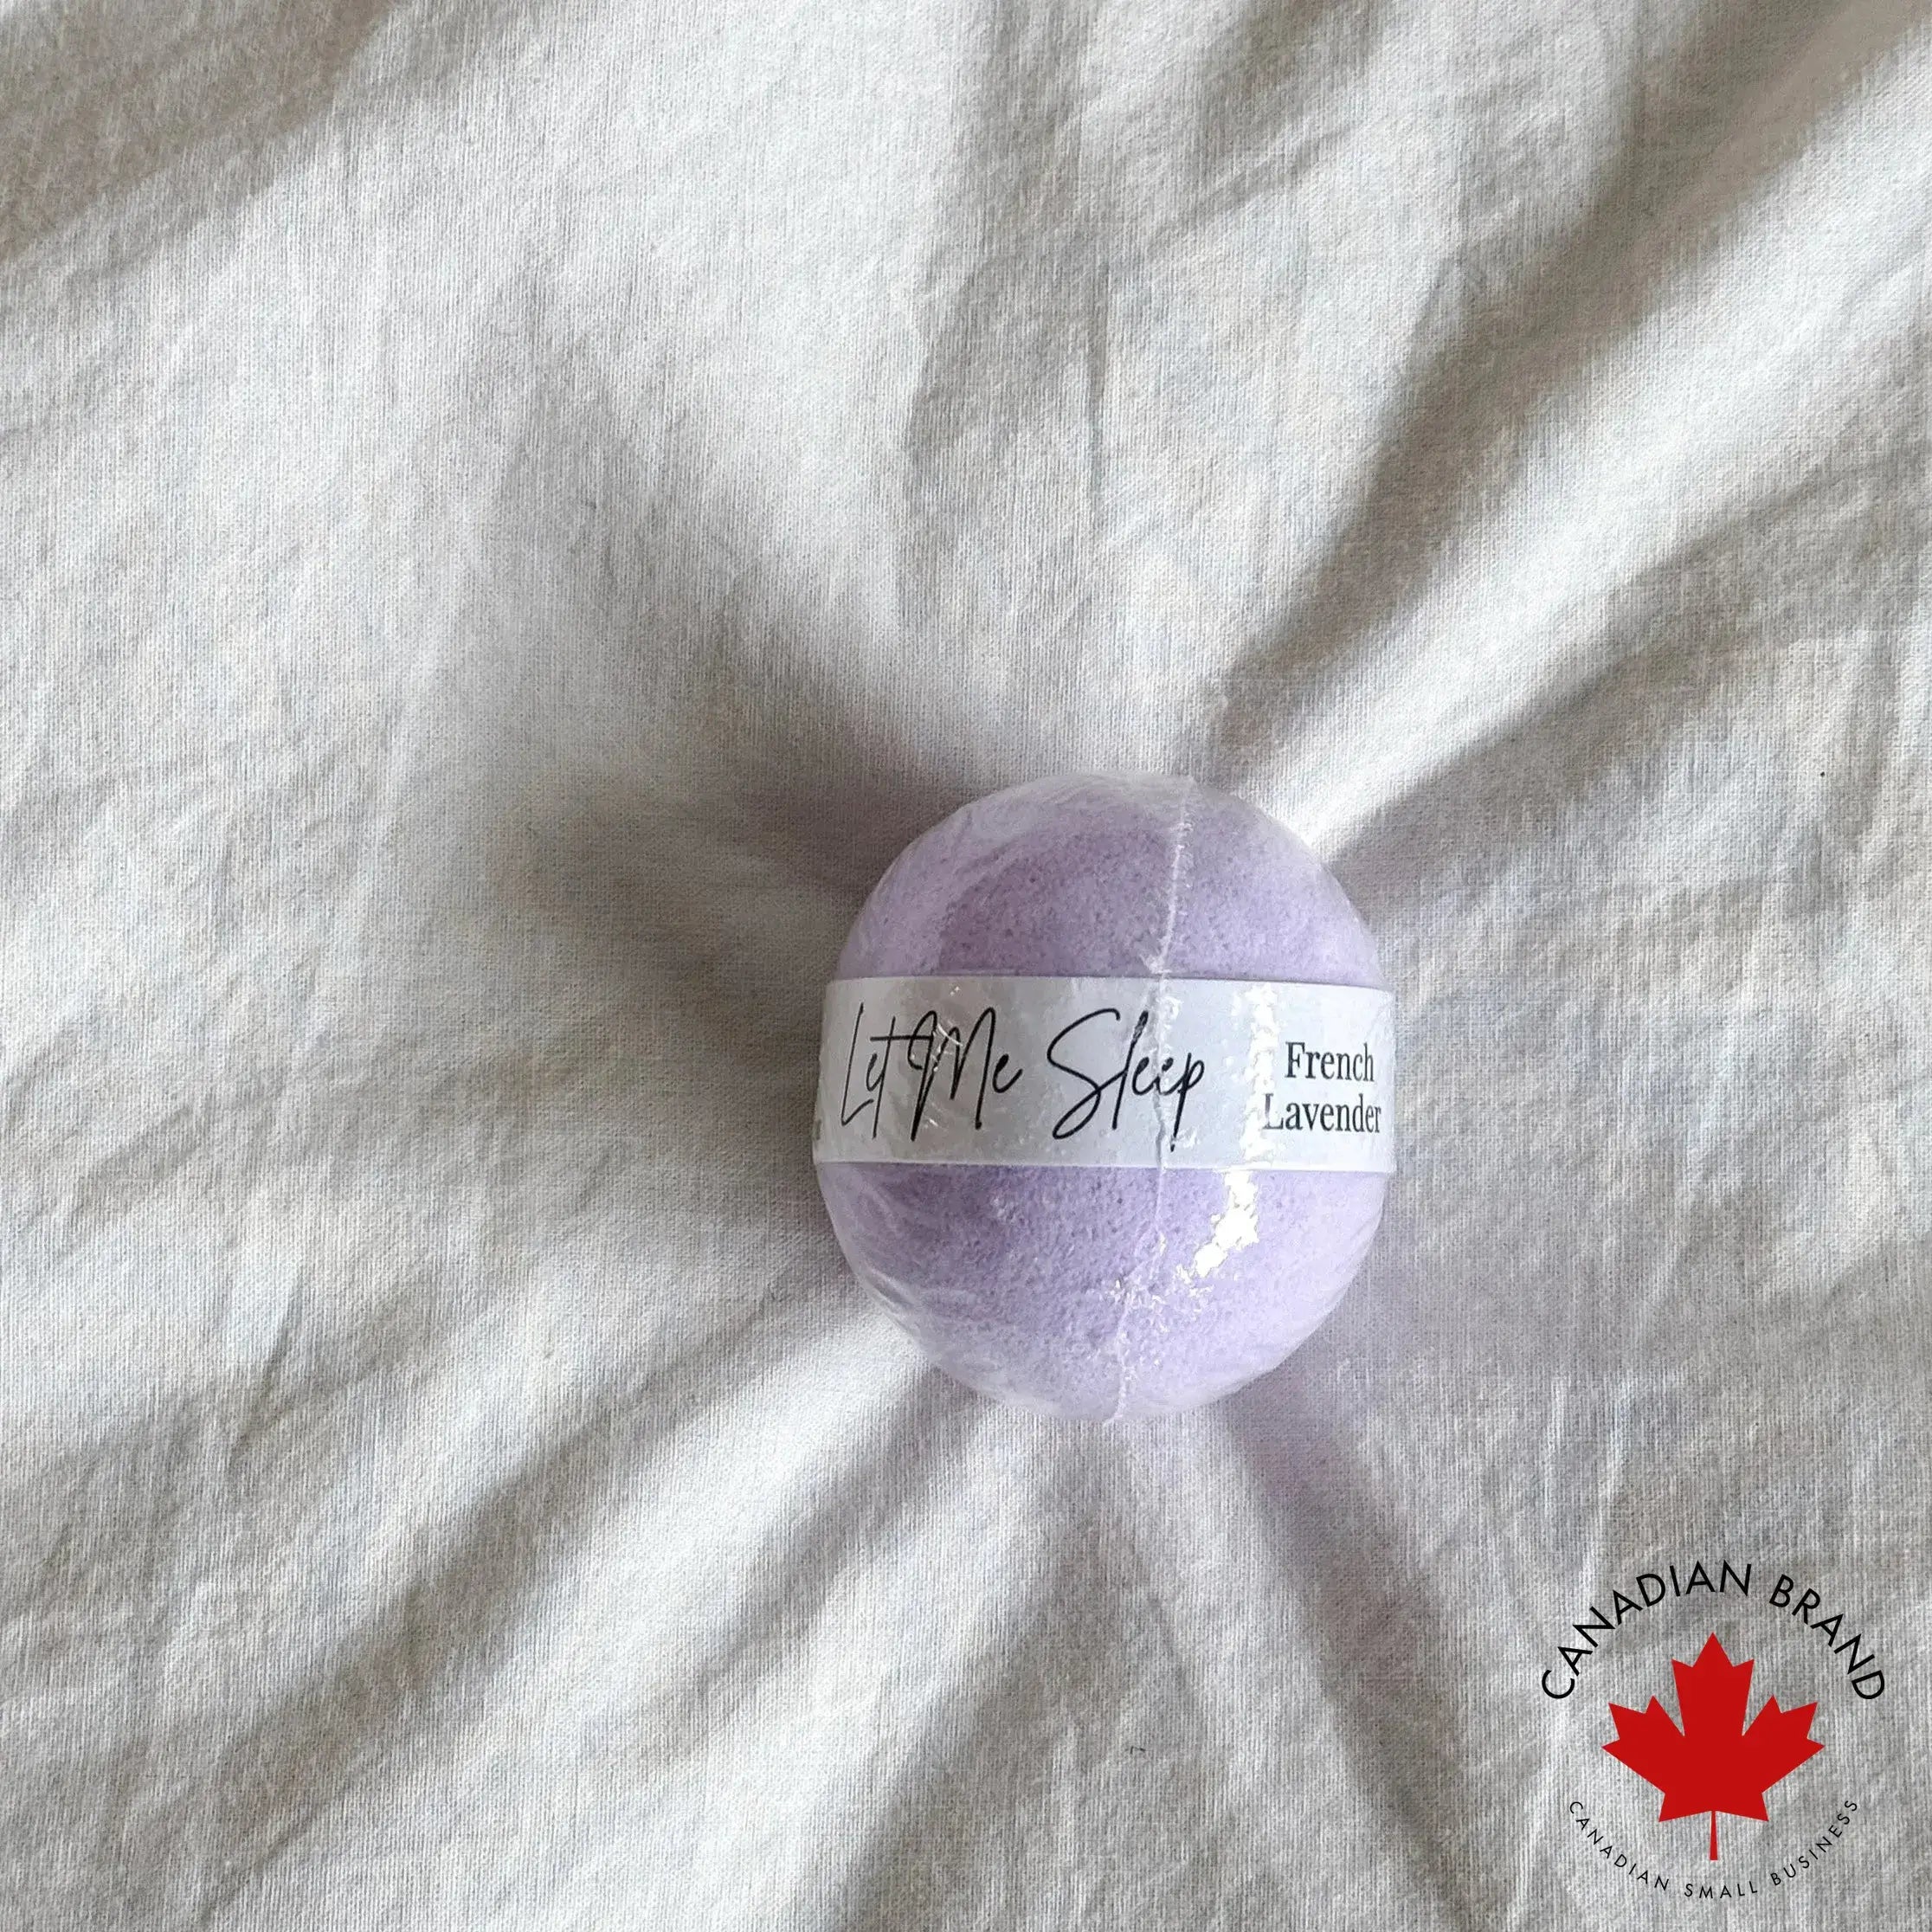 Let Me Sleep
French
Lavender
CANADIAN BRAND
CANADIAN SMALL BUSINESS